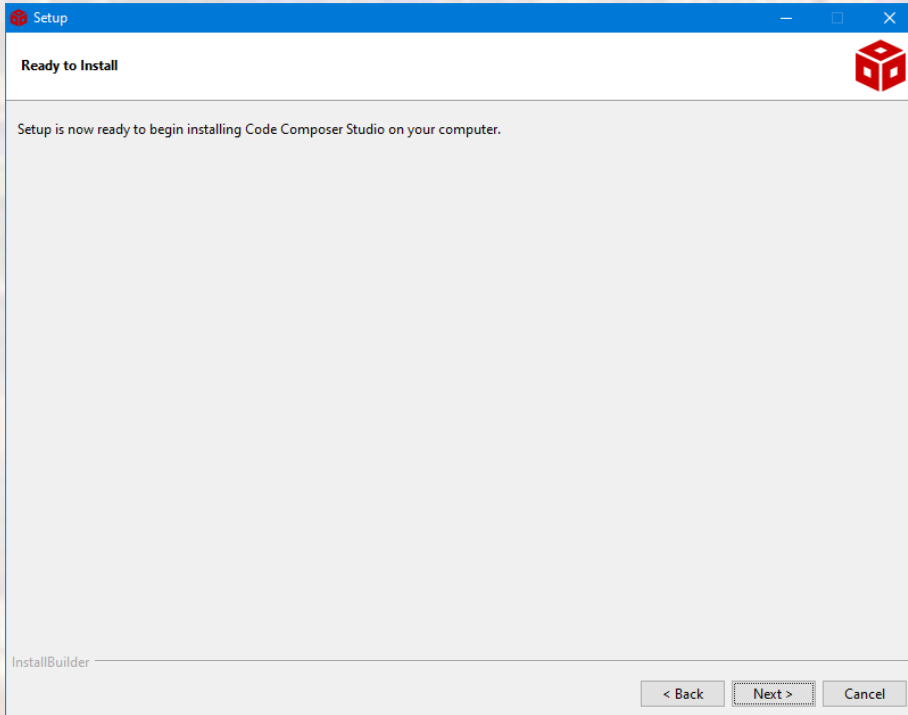 Setup
Ready to Install
Setup is now ready to begin installing Code Composer Studio on your computer.
InstallBuilder
< Back Next > Cancel